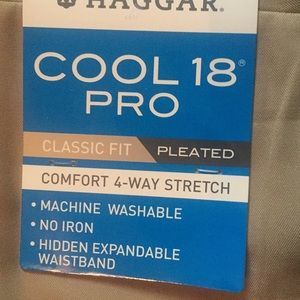 HAGGAR®
COOL 18®
PRO
CLASSIC FIT PLEATED
COMFORT 4-WAY STRETCH
• MACHINE WASHABLE
• NO IRON
• HIDDEN EXPANDABLE
WAISTBAND